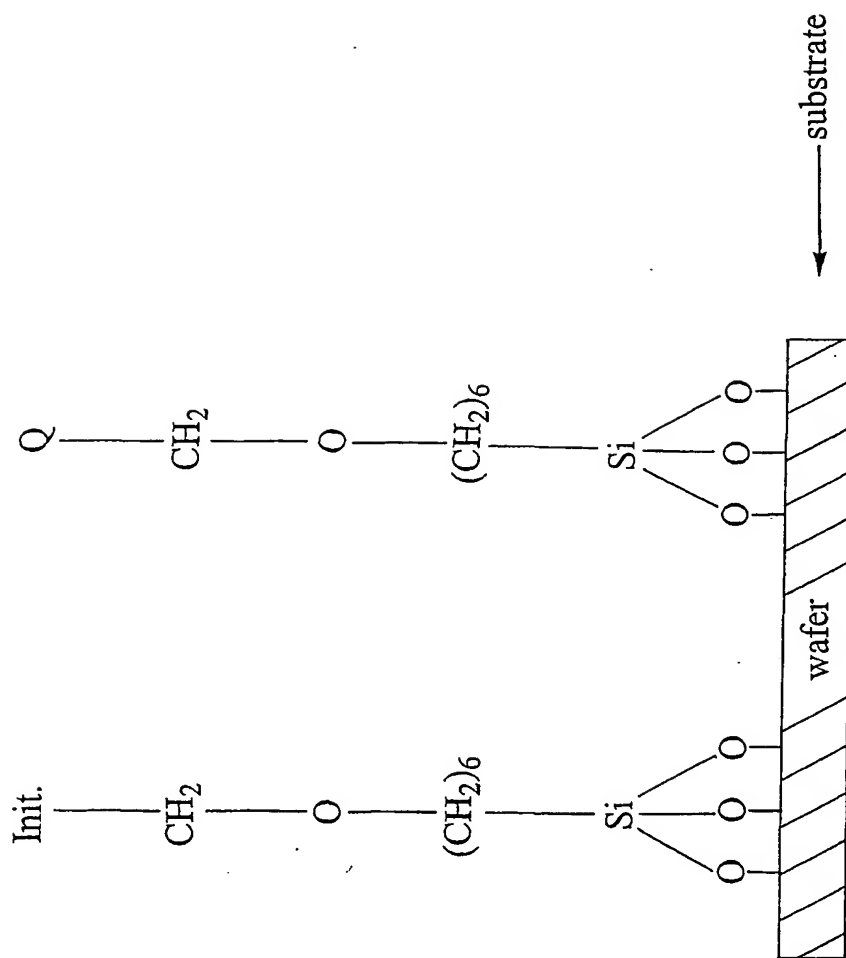 Init. Q
CH2 CH2
O O
(CH2)6 (CH2)6
Si Si
O O O O O O
wafer substrate